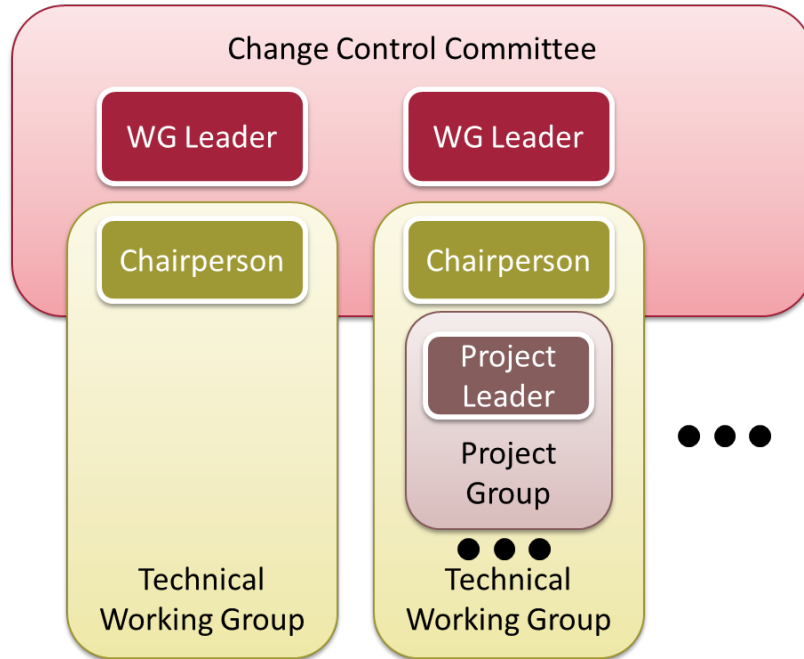 Change Control Committee
WG Leader
WG Leader
Chairperson
Chairperson
Project
Leader
Project
Group
Technical
Working Group
Technical
Working Group